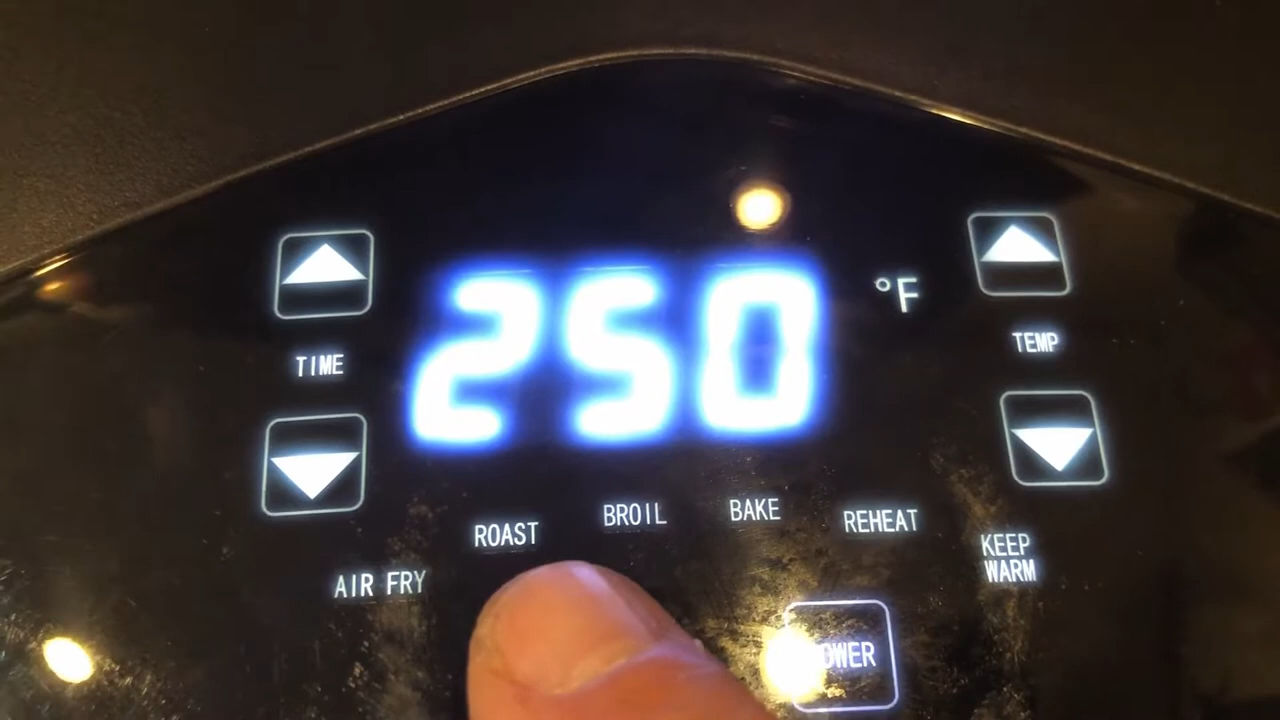 250 °F
TIME
TEMP
ROAST BROIL BAKE REHEAT
AIR FRY
KEEP
WARM
POWER